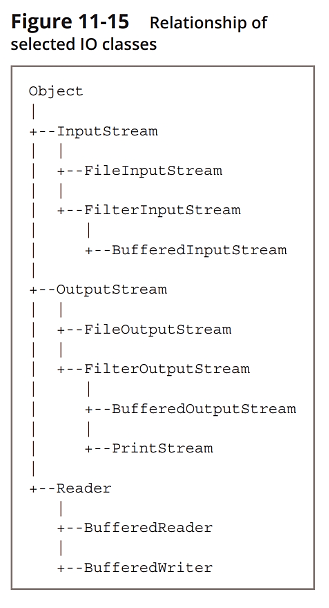 Figure 11-15 Relationship of
selected IO classes
Object
|
+--InputStream
|  |
|  +--FileInputStream
|  |
|  +--FilterInputStream
|     |
|     +--BufferedInputStream
|
+--OutputStream
|  |
|  +--FileOutputStream
|  |
|  +--FilterOutputStream
|     |
|     +--BufferedOutputStream
|     |
|     +--PrintStream
|
+--Reader
   |
   +--BufferedReader
   |
   +--BufferedWriter